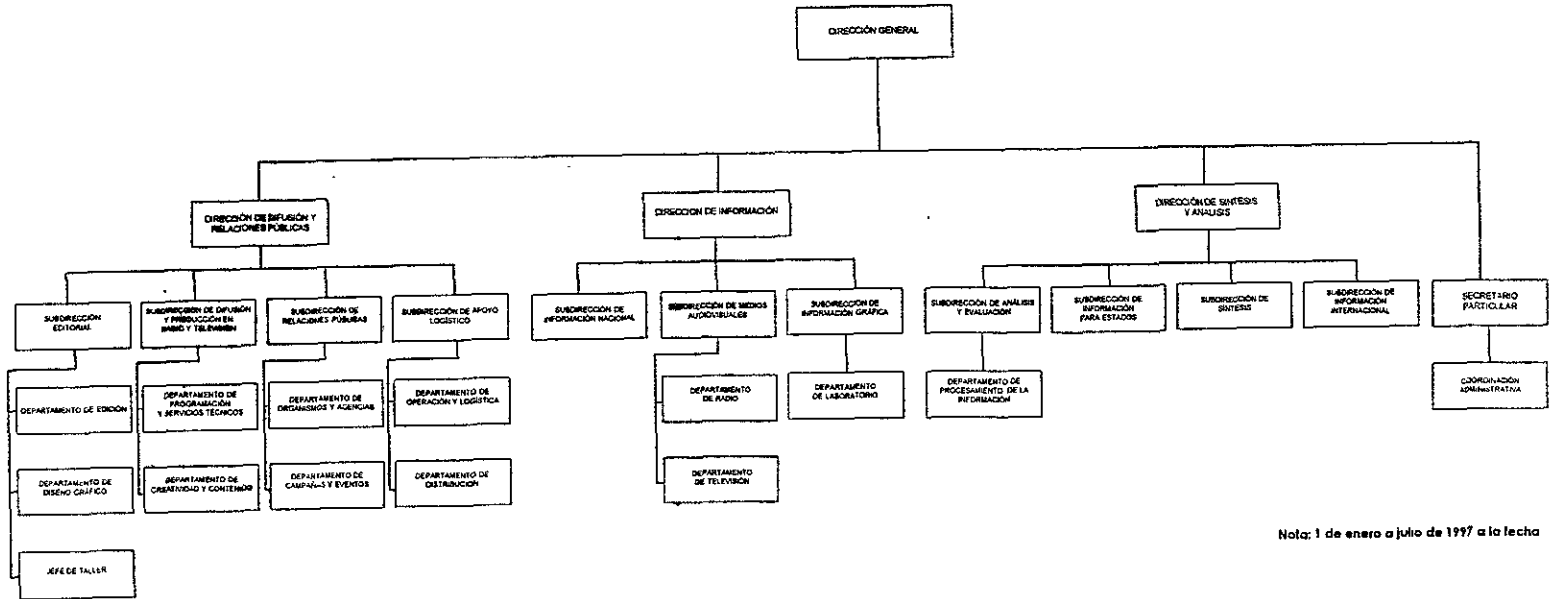 DIRECCIÓN GENERAL
DIRECCIÓN DE DIFUSIÓN Y
RELACIONES PÚBLICAS
DIRECCION DE INFORMACIÓN
DIRECCIÓN DE SINTESIS
Y ANALISIS
SUBDIRECCIÓN
EDITORIAL
SUBDIRECCIÓN DE DIFUSIÓN
Y PRODUCCIÓN EN
RADIO Y TELEVISIÓN
SUBDIRECCIÓN DE
RELACIONES PÚBLICAS
SUBDIRECCIÓN DE APOYO
LOGÍSTICO
SUBDIRECCIÓN DE
INFORMACIÓN NACIONAL
SUBDIRECCIÓN DE MEDIOS
AUDIOVISUALES
SUBDIRECCIÓN DE
INFORMACIÓN GRÁFICA
SUBDIRECCIÓN DE ANÁLISIS
Y EVALUACIÓN
SUBDIRECCIÓN DE
INFORMACIÓN
PARA ESTADOS
SUBDIRECCIÓN DE
SINTESIS
SUBDIRECCIÓN DE
INFORMACIÓN
INTERNACIONAL
SECRETARIO
PARTICULAR
DEPARTAMENTO DE EDICIÓN
DEPARTAMENTO DE
PROGRAMACIÓN
Y SERVICIOS TÉCNICOS
DEPARTAMENTO DE
ORGANISMOS Y AGENCIAS
DEPARTAMENTO DE
OPERACIÓN Y LOGÍSTICA
DEPARTAMENTO
DE RADIO
DEPARTAMENTO
DE LABORATORIO
DEPARTAMENTO DE
PROCESAMIENTO DE LA
INFORMACIÓN
COORDINACIÓN
ADMINISTRATIVA
DEPARTAMENTO DE
DISEÑO GRÁFICO
DEPARTAMENTO DE
CREATIVIDAD Y CONTENIDO
DEPARTAMENTO DE
CAMPAÑAS Y EVENTOS
DEPARTAMENTO DE
DISTRIBUCIÓN
DEPARTAMENTO
DE TELEVISIÓN
JEFE DE TALLER
Nota: 1 de enero a julio de 1997 a la fecha